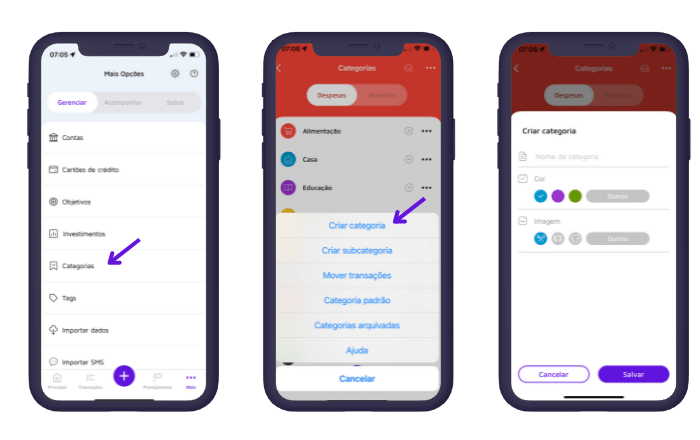 07:05
Mais Opções
Gerenciar
Acompanhar
Sobre
Contas
Cartões de crédito
Objetivos
Investimentos
Categorias
Tags
Importar dados
Importar SMS
Principal
Transações
Planejamento
Mais
07:05
Categorias
Despesas
Receitas
Alimentação
Casa
Educação
Criar categoria
Criar subcategoria
Mover transações
Categoria padrão
Categorias arquivadas
Ajuda
Cancelar
07:05
Categorias
Despesas
Receitas
Criar categoria
Nome da categoria
Cor
Outros
Imagem
Outros
Cancelar
Salvar